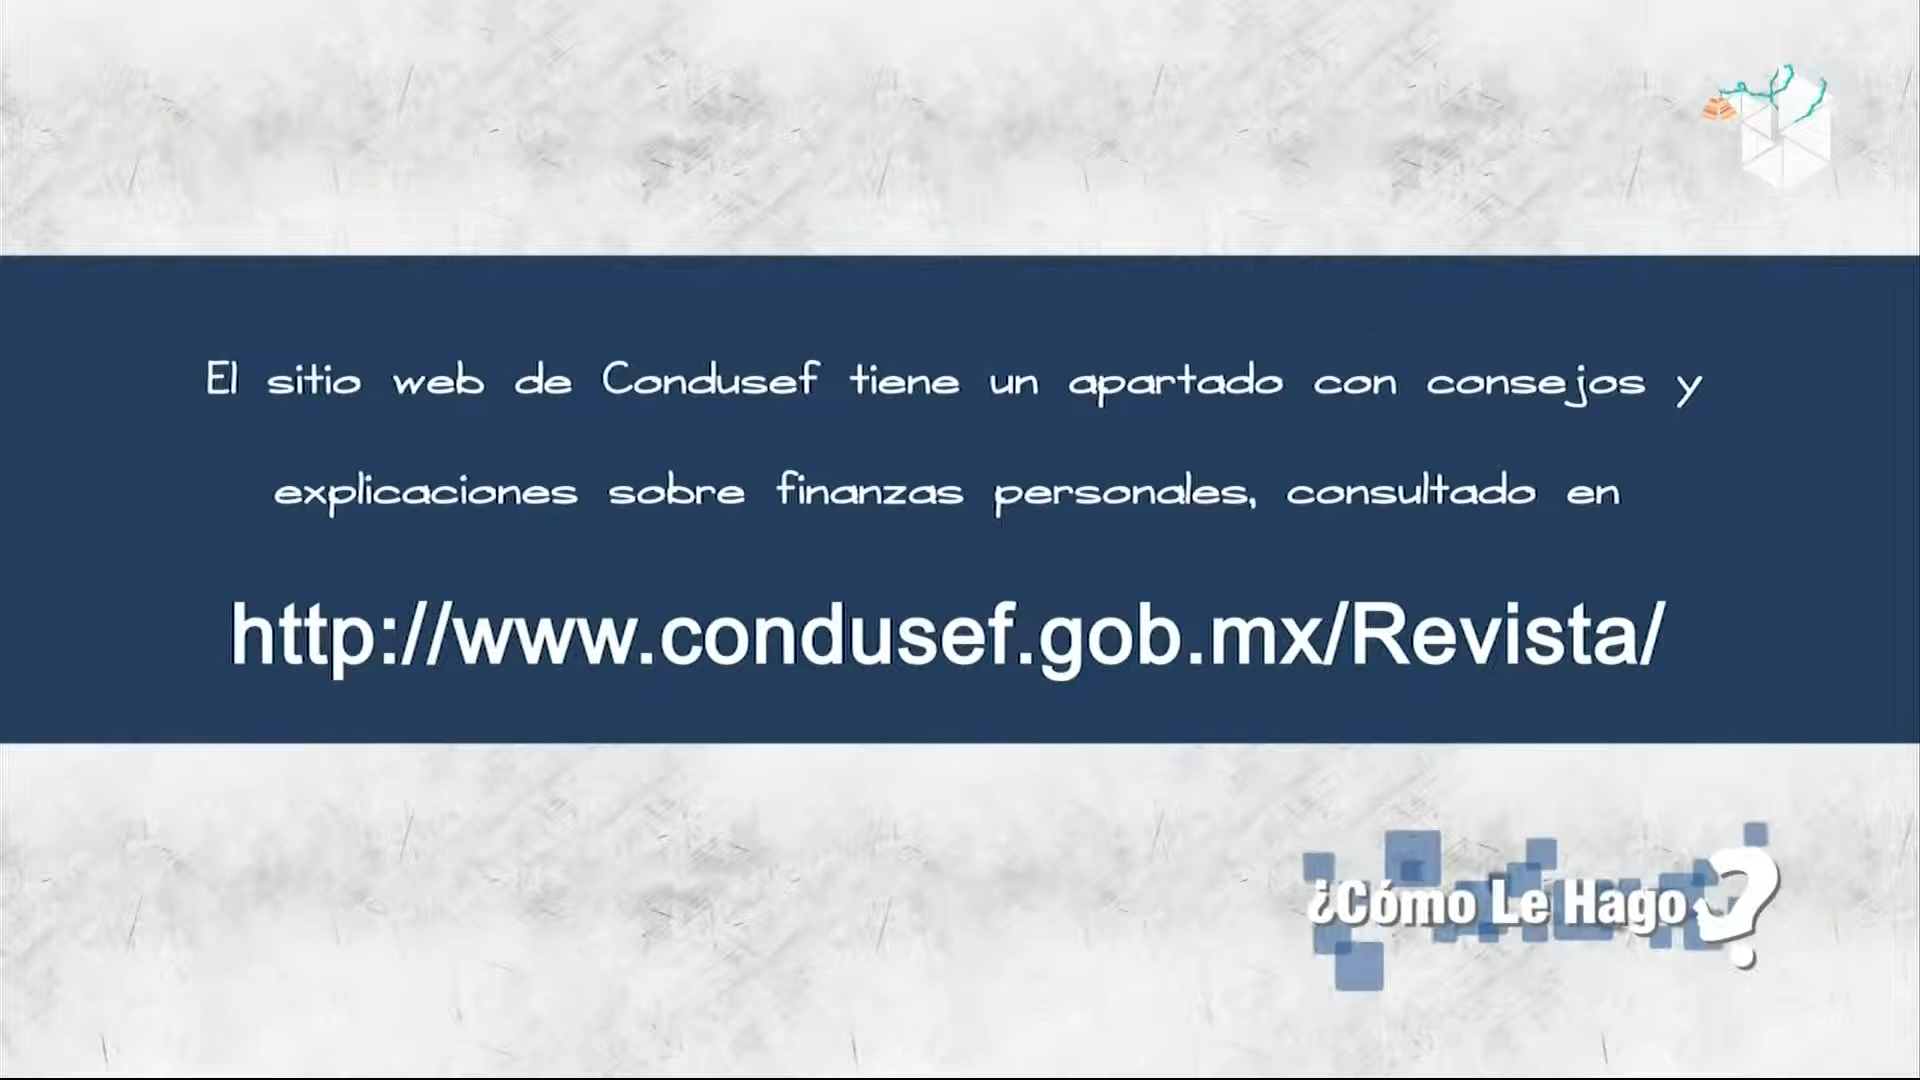 El sitio web de Condusef tiene un apartado con consejos y
explicaciones sobre finanzas personales, consultado en
http://www.condusef.gob.mx/Revista/
¿Cómo Le Hago?